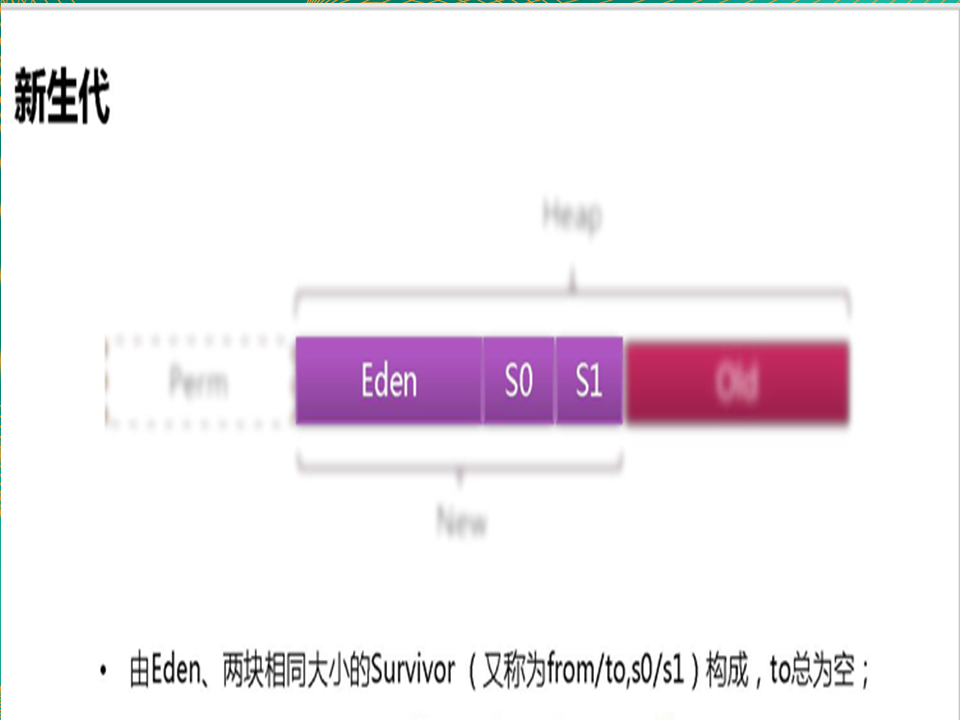 新生代
Heap
Perm
Eden
S0
S1
Old
New
• 由Eden、两块相同大小的Survivor（又称为from/to,s0/s1）构成，to总为空；